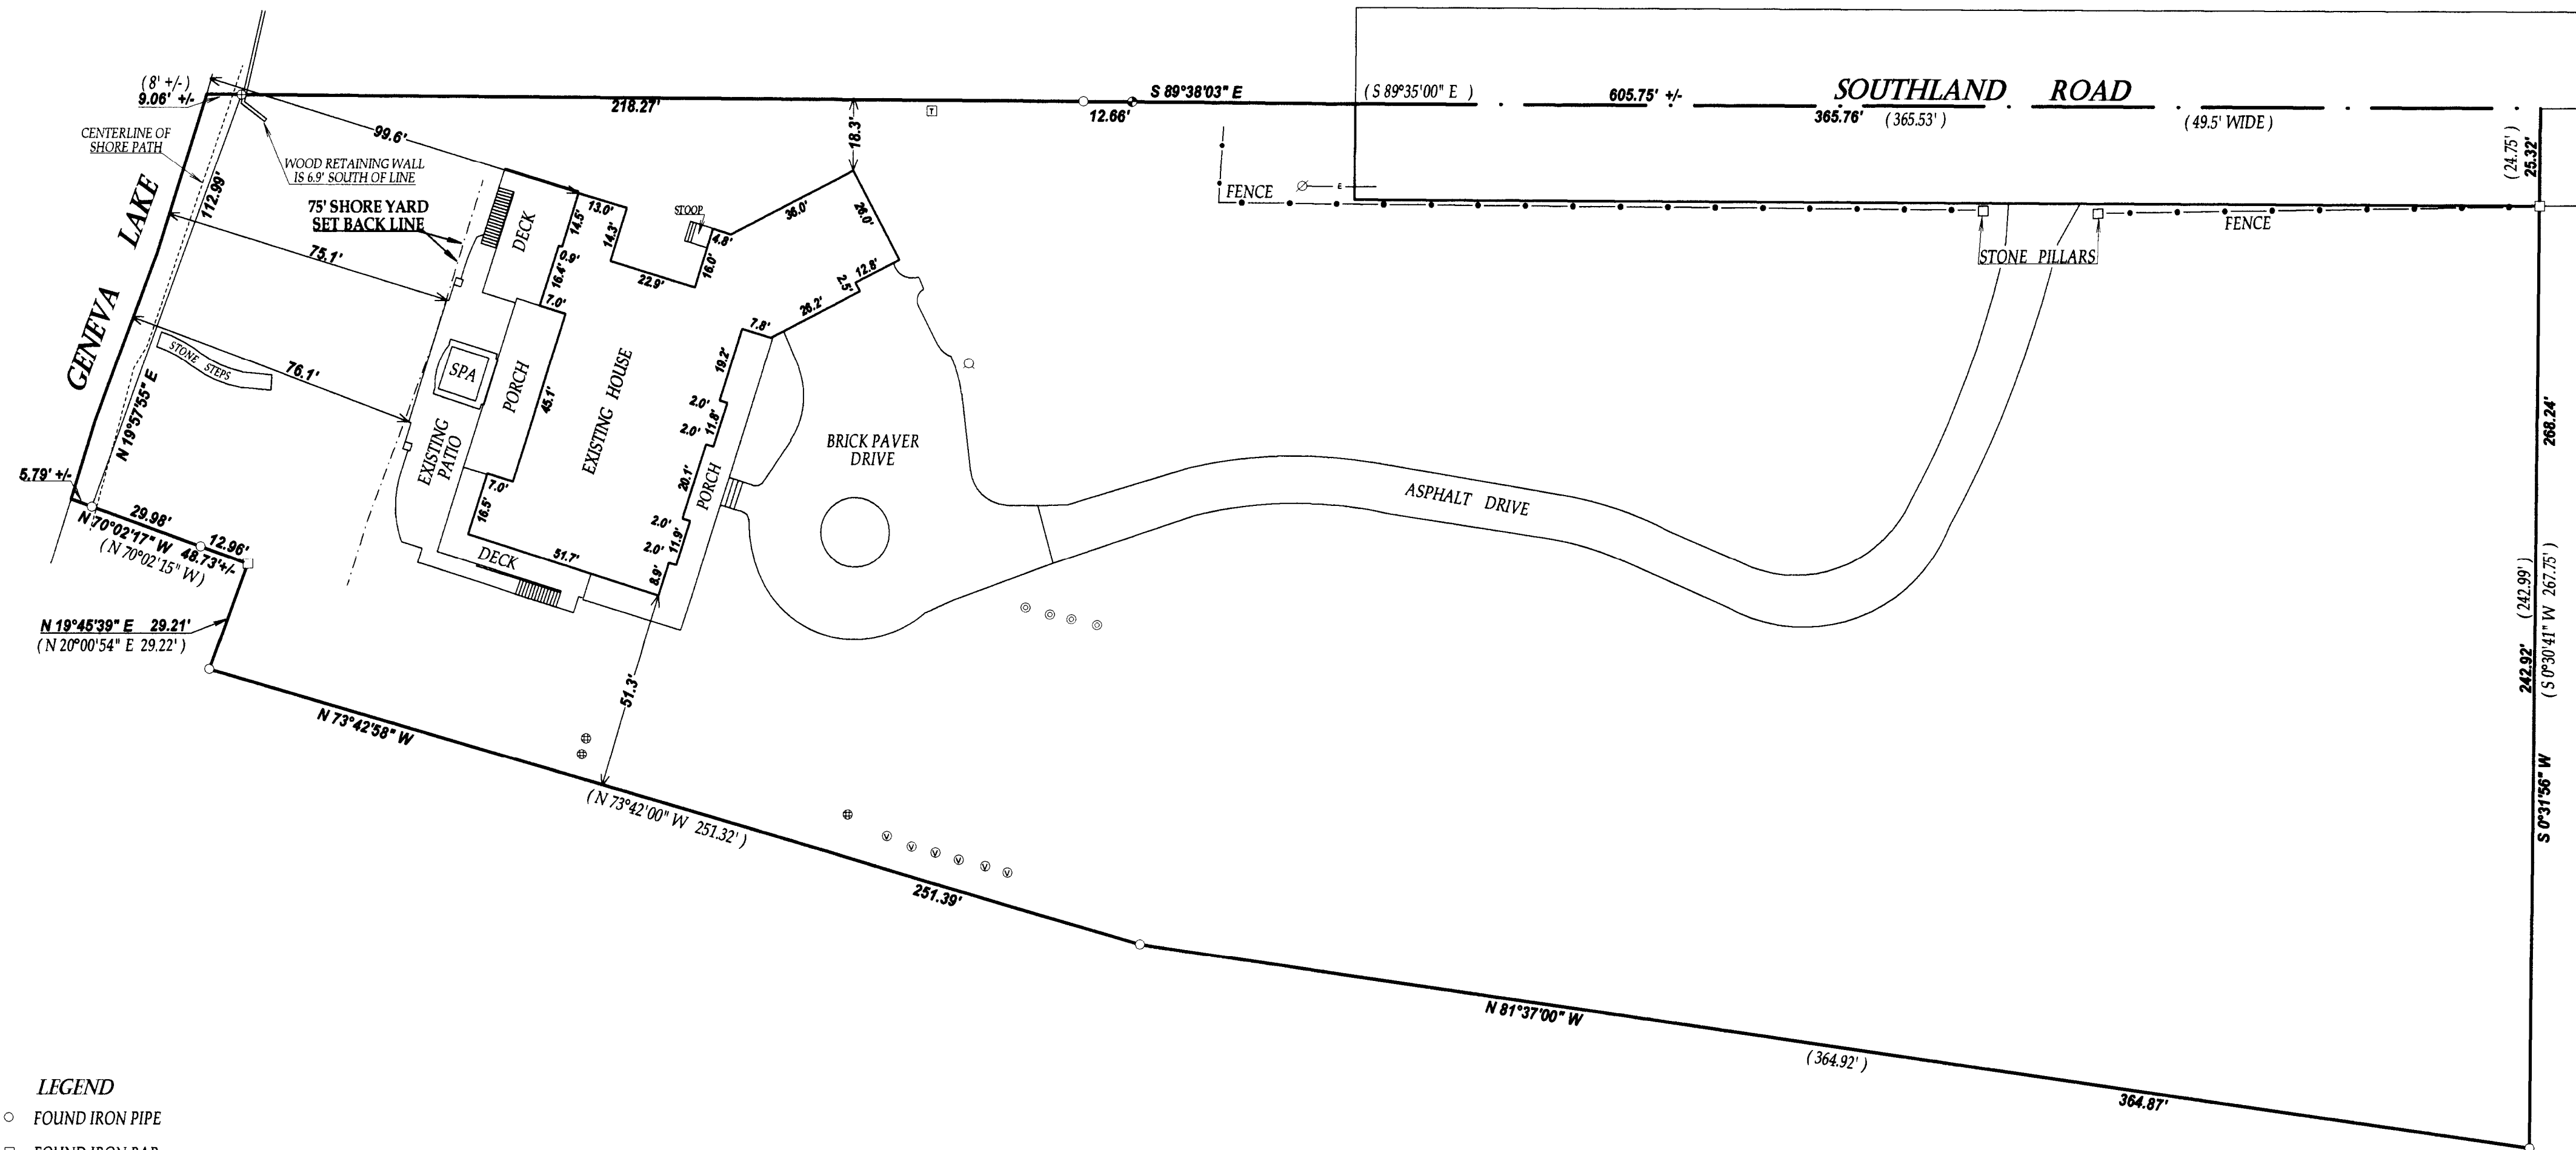 SOUTHLAND ROAD
( 8' +/- )
9.06' +/-
218.27'
T
12.66'
S 89°38'03" E
( S 89°35'00" E )
605.75' +/-
365.76'
( 365.53' )
( 49.5' WIDE )
( 24.75' )
25.32'
CENTERLINE OF
SHORE PATH
99.6'
WOOD RETAINING WALL
IS 6.9' SOUTH OF LINE
18.3'
GENEVA LAKE
112.99'
N 19°57'55" E
75' SHORE YARD
SET BACK LINE
75.1'
76.1'
STONE
STEPS
DECK
13.0'
14.5'
14.3'
0.9'
16.4'
7.0'
22.9'
STOOP
4.8'
16.0'
36.0'
26.0'
12.8'
2.5'
26.2'
7.8'
19.2'
SPA
PORCH
45.1'
EXISTING HOUSE
EXISTING
PATIO
2.0'
11.8'
2.0'
20.1'
PORCH
7.0'
16.5'
2.0'
11.9'
2.0'
8.9'
51.7'
DECK
51.3'
BRICK PAVER
DRIVE
ASPHALT DRIVE
FENCE
E
STONE PILLARS
FENCE
268.24'
( S 0°30'41" W 267.75' )
( 242.99' )
242.92'
S 0°31'56" W
5.79' +/-
29.98'
12.96'
N 70°02'17" W 48.73'+/-
( N 70°02'15" W )
N 19°45'39" E 29.21'
( N 20°00'54" E 29.22' )
N 73°42'58" W
( N 73°42'00" W 251.32' )
251.39'
V V V V V V
N 81°37'00" W
( 364.92' )
364.87'
LEGEND
FOUND IRON PIPE
FOUND IRON BAR